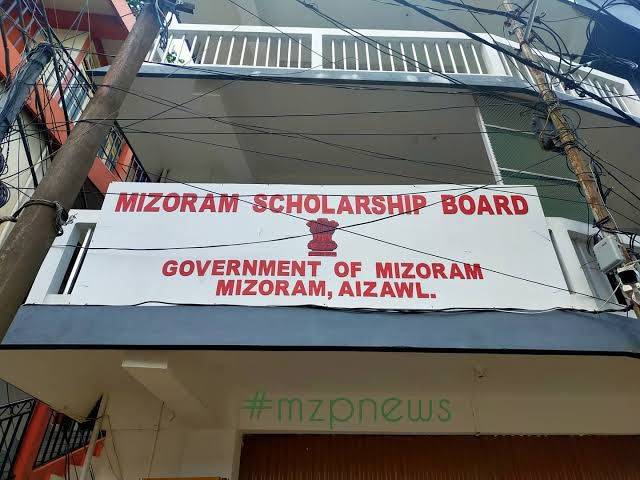 MIZORAM SCHOLARSHIP BOARD
GOVERNMENT OF MIZORAM
MIZORAM, AIZAWL.
#mzpnews